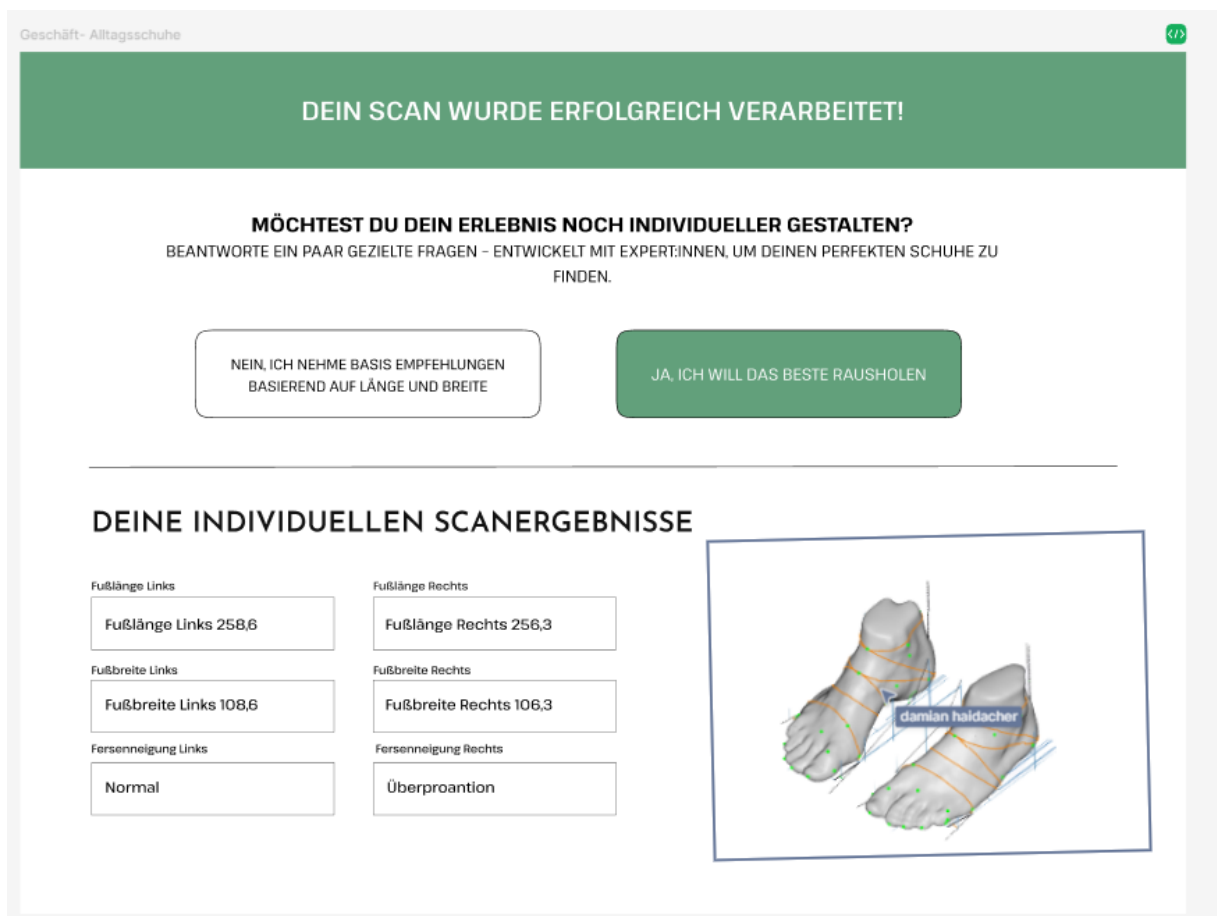 Geschäft- Alltagsschuhe
</>
DEIN SCAN WURDE ERFOLGREICH VERARBEITET!
MÖCHTEST DU DEIN ERLEBNIS NOCH INDIVIDUELLER GESTALTEN?
BEANTWORTE EIN PAAR GEZIELTE FRAGEN – ENTWICKELT MIT EXPERT:INNEN, UM DEINEN PERFEKTEN SCHUHE ZU
FINDEN.
NEIN, ICH NEHME BASIS EMPFEHLUNGEN
BASIEREND AUF LÄNGE UND BREITE
JA, ICH WILL DAS BESTE RAUSHOLEN
DEINE INDIVIDUELLEN SCANERGEBNISSE
Fußlänge Links
Fußlänge Rechts
Fußlänge Links 258,6
Fußlänge Rechts 256,3
Fußbreite Links
Fußbreite Rechts
Fußbreite Links 108,6
Fußbreite Rechts 106,3
Fersenneigung Links
Fersenneigung Rechts
Normal
Überproantion
damian haidacher